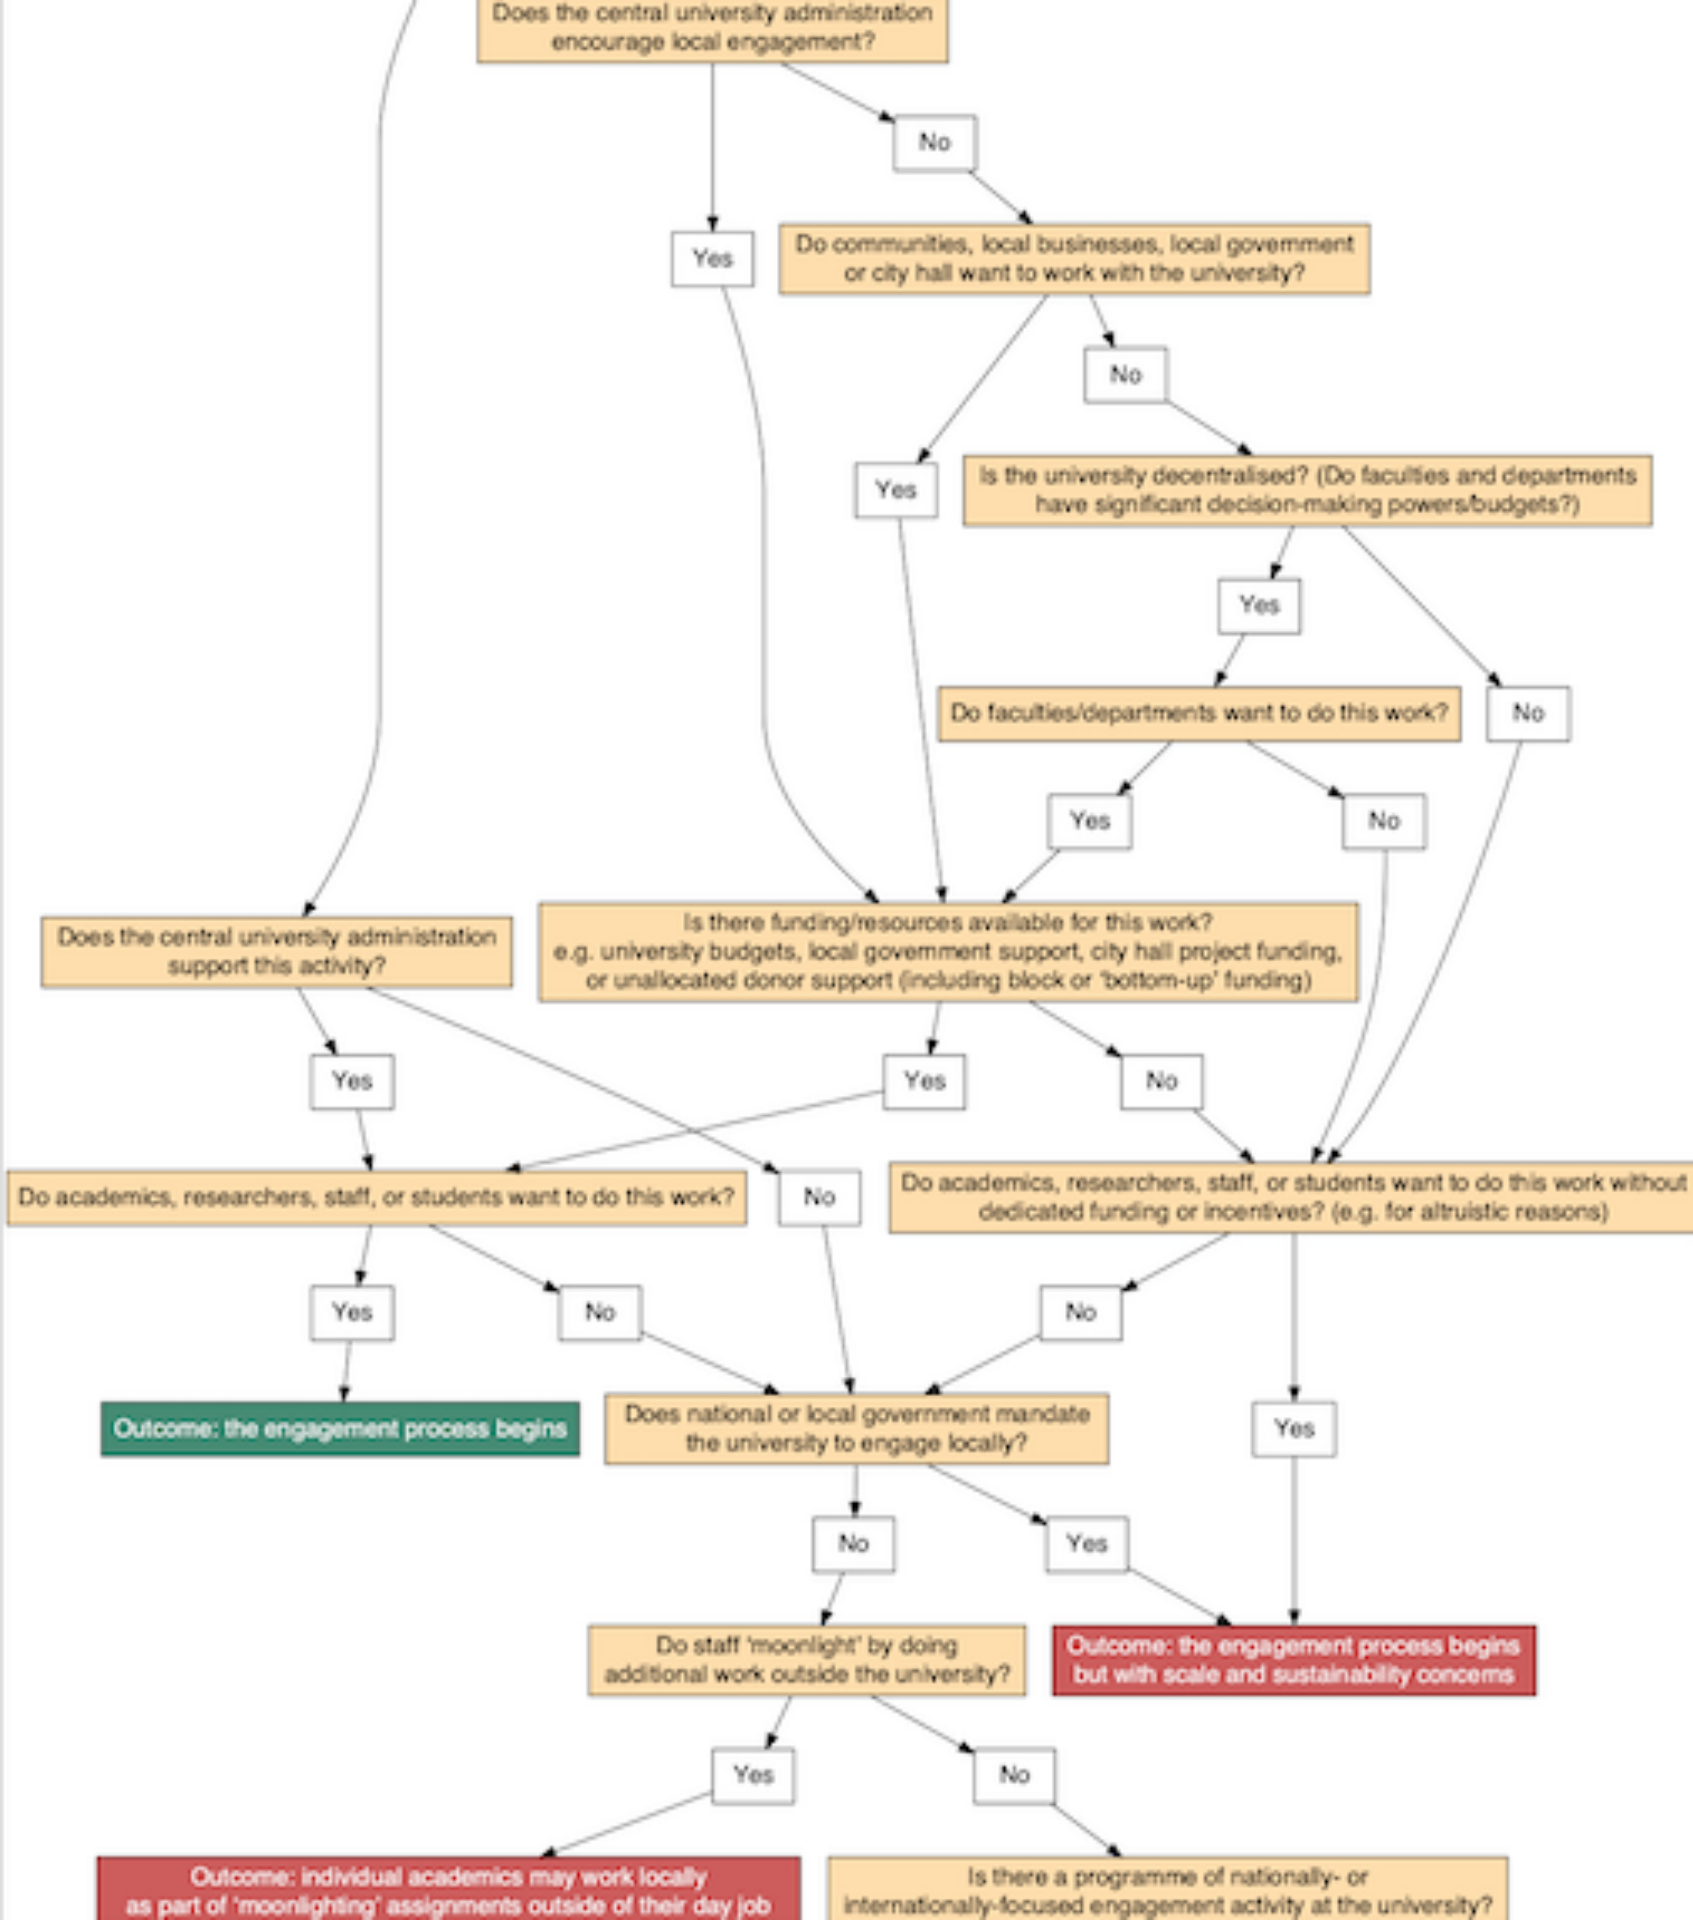 Does the central university administration
encourage local engagement?
No
Yes
Do communities, local businesses, local government
or city hall want to work with the university?
No
Yes
Is the university decentralised? (Do faculties and departments
have significant decision-making powers/budgets?)
Yes
Do faculties/departments want to do this work?
No
Yes
No
Does the central university administration
support this activity?
Is there funding/resources available for this work?
e.g. university budgets, local government support, city hall project funding,
or unallocated donor support (including block or 'bottom-up' funding)
Yes
Yes
No
Do academics, researchers, staff, or students want to do this work?
No
Do academics, researchers, staff, or students want to do this work without
dedicated funding or incentives? (e.g. for altruistic reasons)
Yes
No
No
Outcome: the engagement process begins
Does national or local government mandate
the university to engage locally?
Yes
No
Yes
Do staff 'moonlight' by doing
additional work outside the university?
Outcome: the engagement process begins
but with scale and sustainability concerns
Yes
No
Outcome: individual academics may work locally
as part of 'moonlighting' assignments outside of their day job
Is there a programme of nationally- or
internationally-focused engagement activity at the university?